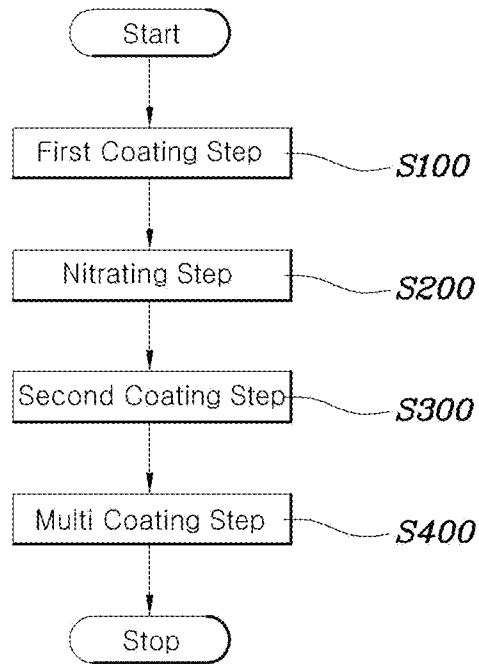 Start
First Coating Step
S100
Nitrating Step
S200
Second Coating Step
S300
Multi Coating Step
S400
Stop